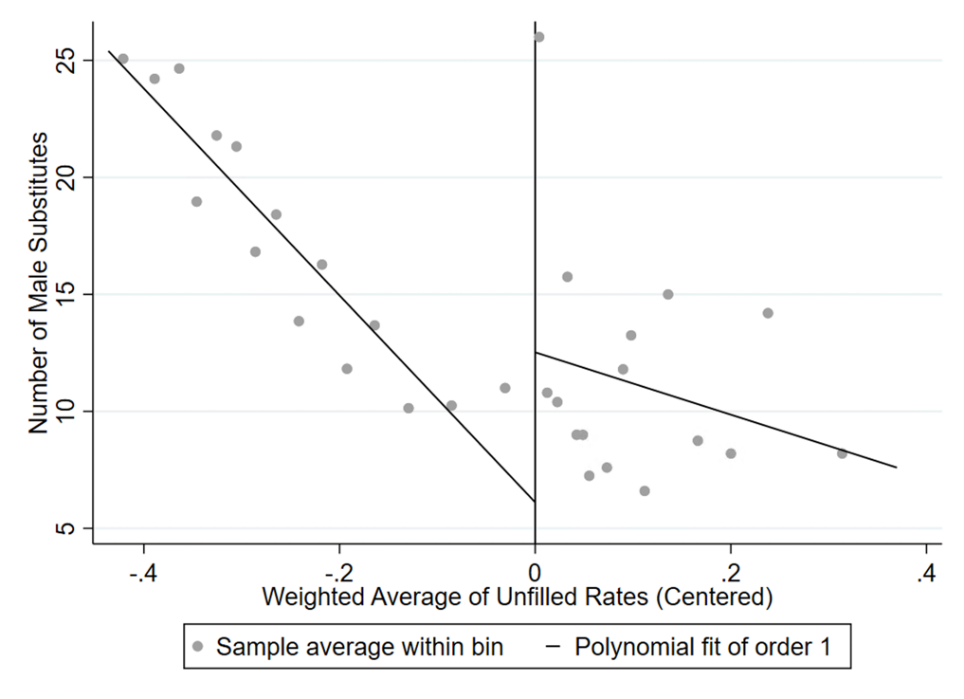 25
20
15
10
5
Number of Male Substitutes
-.4 -.2 0 .2 .4
Weighted Average of Unfilled Rates (Centered)
Sample average within bin Polynomial fit of order 1